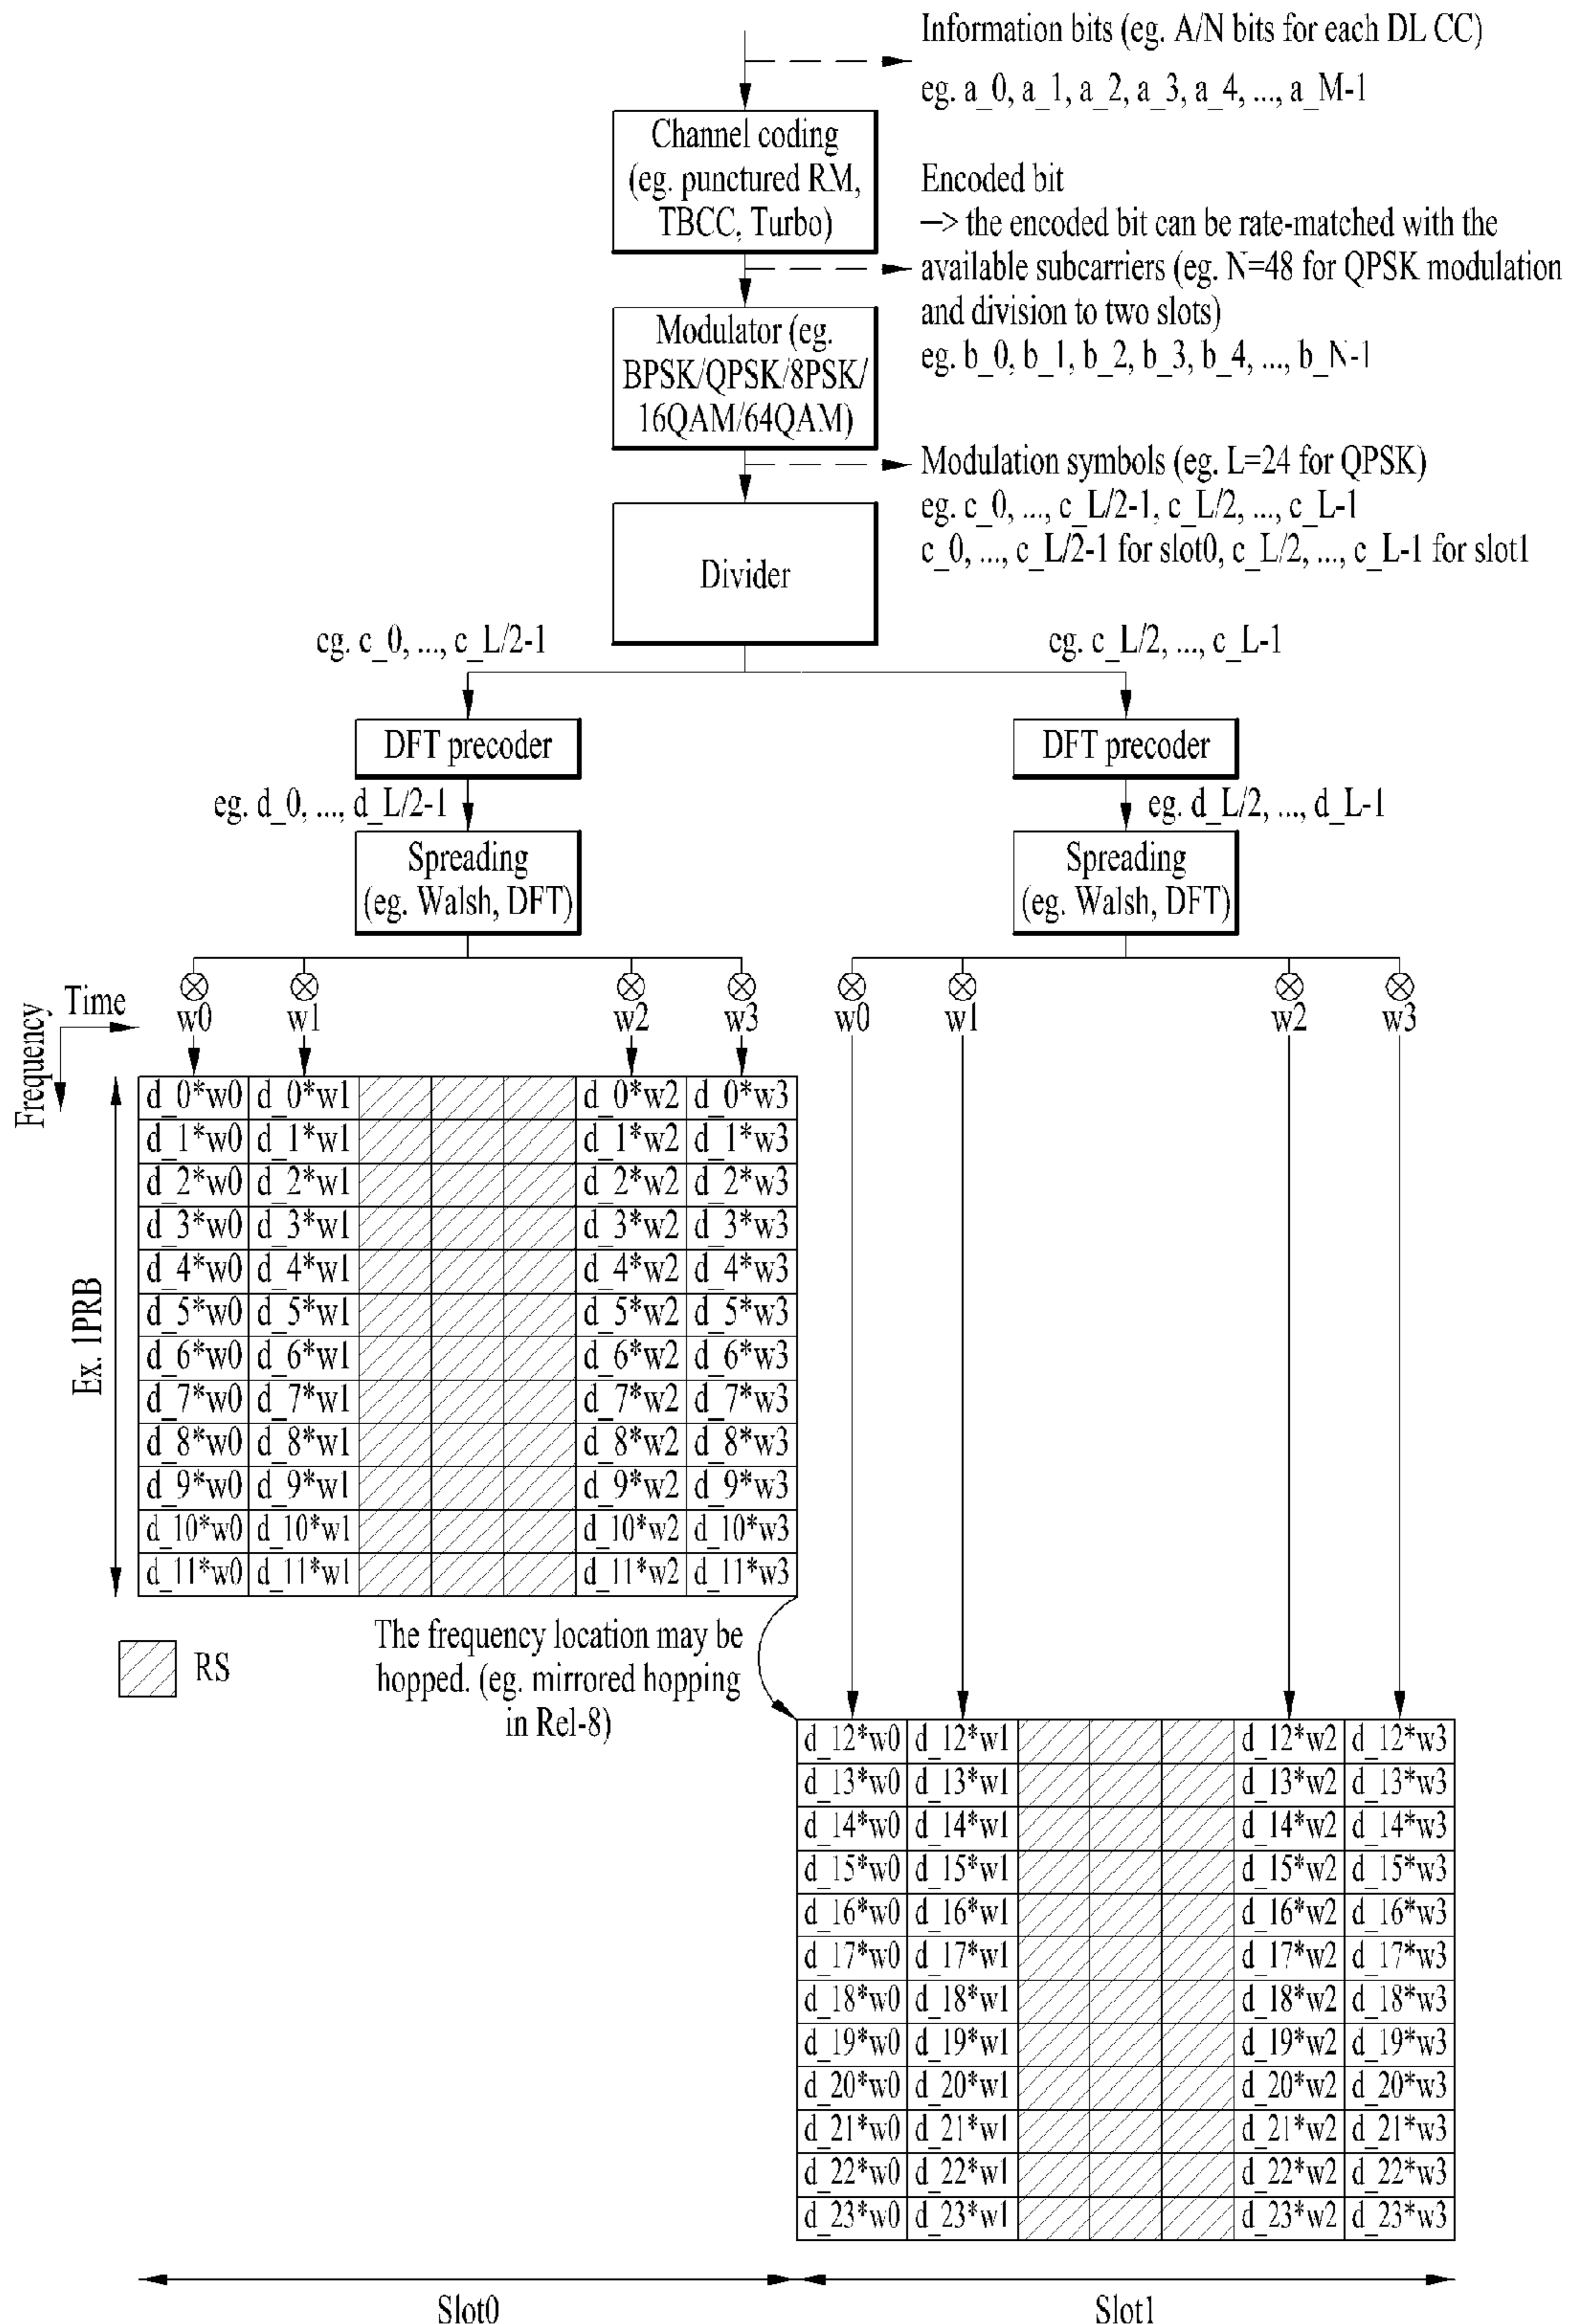 Information bits (eg. A/N bits for each DL CC)
eg. a_0, a_1, a_2, a_3, a_4, ..., a_M-1
Channel coding
(eg. punctured RM,
TBCC, Turbo)
Encoded bit
—> the encoded bit can be rate-matched with the
available subcarriers (eg. N=48 for QPSK modulation
and division to two slots)
eg. b_0, b_1, b_2, b_3, b_4, ..., b_N-1
Modulator (eg.
BPSK/QPSK/8PSK/
16QAM/64QAM)
Modulation symbols (eg. L=24 for QPSK)
eg. c_0, ..., c_L/2-1, c_L/2, ..., c_L-1
c_0, ..., c_L/2-1 for slot0, c_L/2, ..., c_L-1 for slot1
Divider
eg. c_0, ..., c_L/2-1
eg. c_L/2, ..., c_L-1
DFT precoder
DFT precoder
eg. d_0, ..., d_L/2-1
eg. d_L/2, ..., d_L-1
Spreading
(eg. Walsh, DFT)
Spreading
(eg. Walsh, DFT)
Time
Frequency
w0 w1 w2 w3 w0 w1 w2 w3
d_0*w0 d_0*w1 d_0*w2 d_0*w3
d_1*w0 d_1*w1 d_1*w2 d_1*w3
d_2*w0 d_2*w1 d_2*w2 d_2*w3
d_3*w0 d_3*w1 d_3*w2 d_3*w3
d_4*w0 d_4*w1 d_4*w2 d_4*w3
d_5*w0 d_5*w1 d_5*w2 d_5*w3
d_6*w0 d_6*w1 d_6*w2 d_6*w3
d_7*w0 d_7*w1 d_7*w2 d_7*w3
d_8*w0 d_8*w1 d_8*w2 d_8*w3
d_9*w0 d_9*w1 d_9*w2 d_9*w3
d_10*w0 d_10*w1 d_10*w2 d_10*w3
d_11*w0 d_11*w1 d_11*w2 d_11*w3
Ex. 1PRB
RS
The frequency location may be
hopped. (eg. mirrored hopping
in Rel-8)
d_12*w0 d_12*w1 d_12*w2 d_12*w3
d_13*w0 d_13*w1 d_13*w2 d_13*w3
d_14*w0 d_14*w1 d_14*w2 d_14*w3
d_15*w0 d_15*w1 d_15*w2 d_15*w3
d_16*w0 d_16*w1 d_16*w2 d_16*w3
d_17*w0 d_17*w1 d_17*w2 d_17*w3
d_18*w0 d_18*w1 d_18*w2 d_18*w3
d_19*w0 d_19*w1 d_19*w2 d_19*w3
d_20*w0 d_20*w1 d_20*w2 d_20*w3
d_21*w0 d_21*w1 d_21*w2 d_21*w3
d_22*w0 d_22*w1 d_22*w2 d_22*w3
d_23*w0 d_23*w1 d_23*w2 d_23*w3
Slot0
Slot1